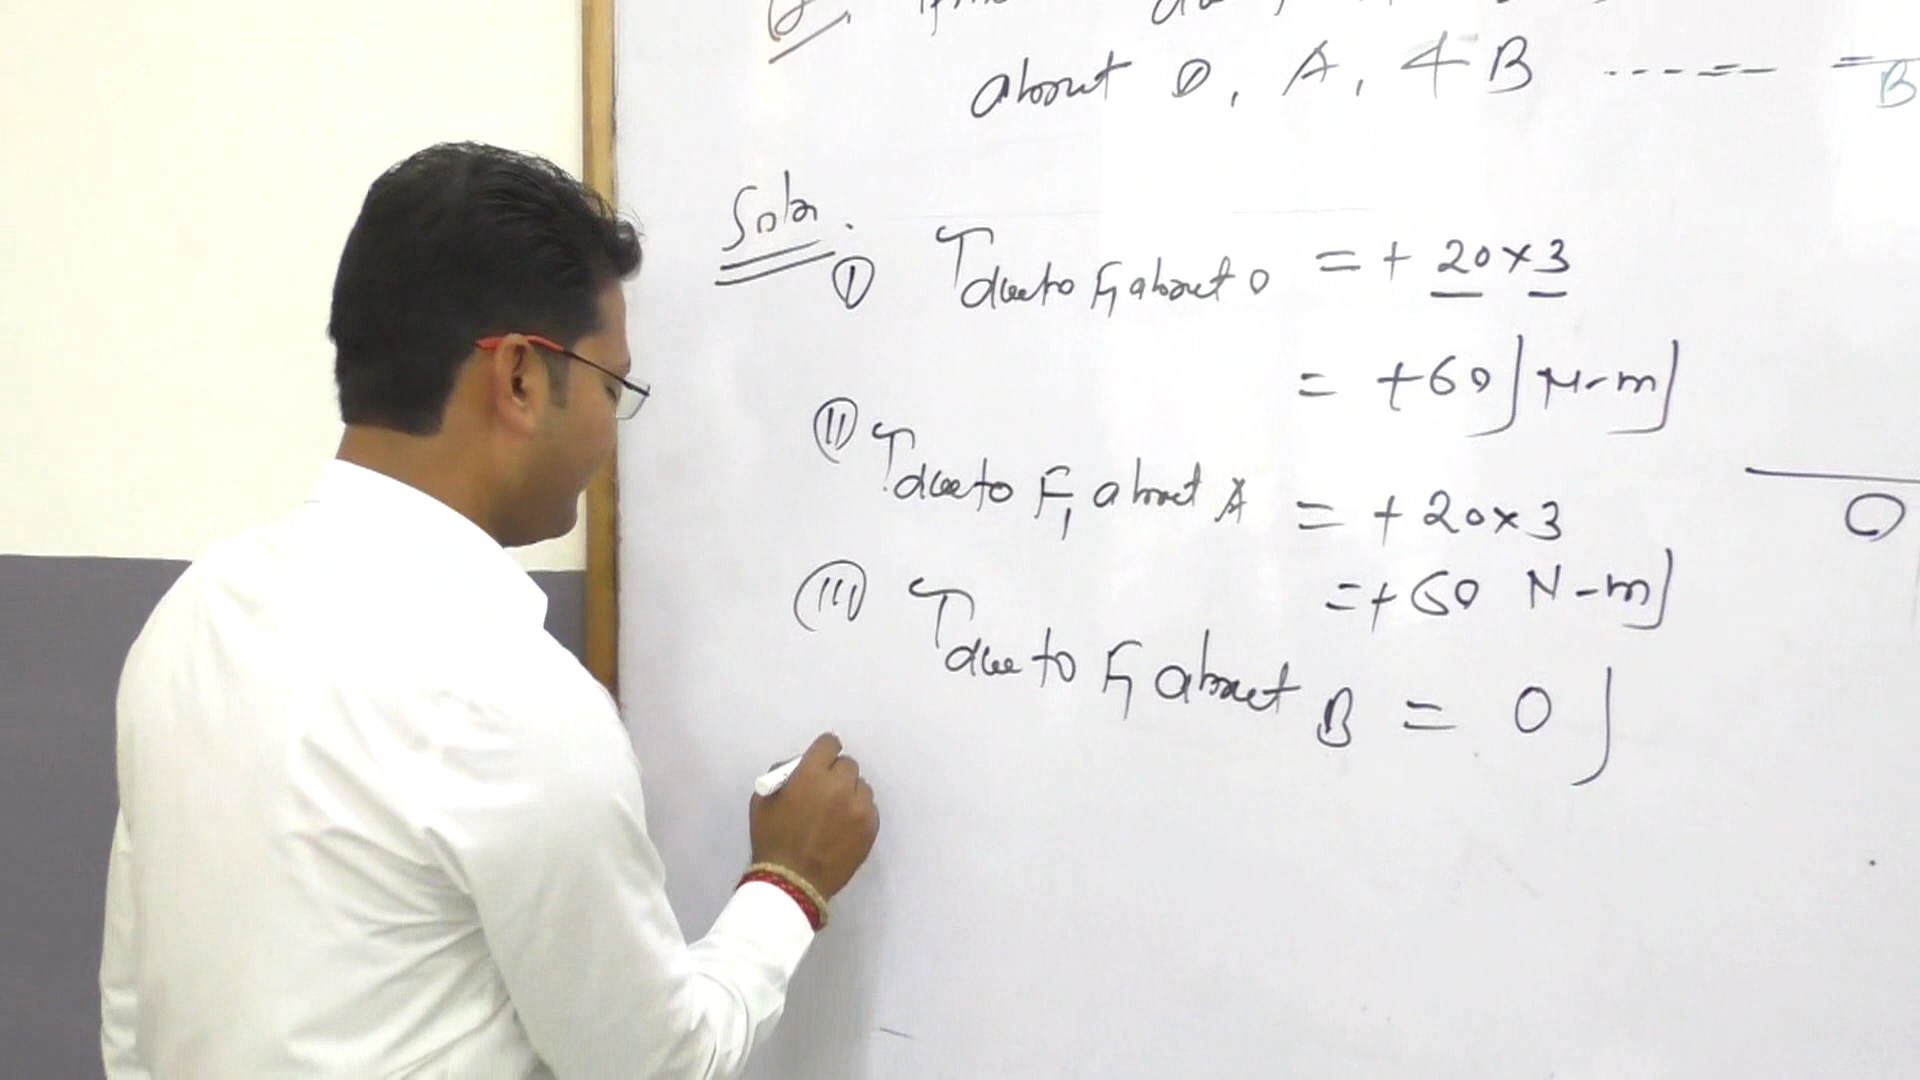 Q.
about O, A, & B ------ = B
Soln.
(I) τ due to F₁ about O = + 20 × 3
= +60] N-m]
(II) τ due to F₁ about A = + 20 × 3
= + 60 N-m]
O
(III) τ due to F₁ about B = 0]